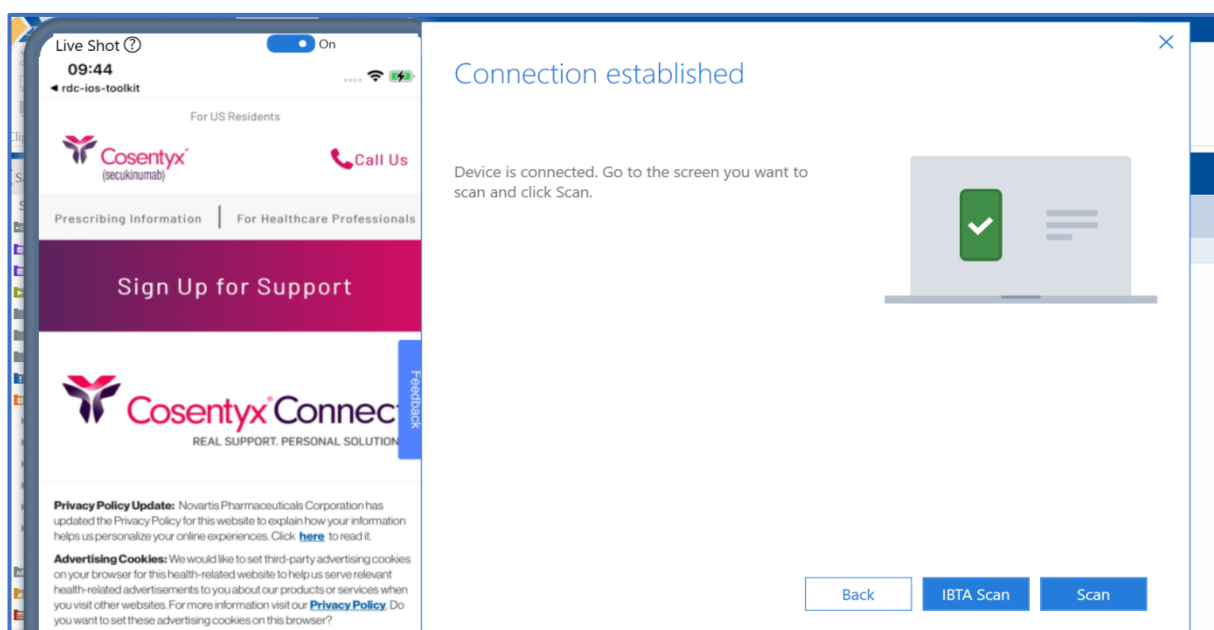 Live Shot ?
On
09:44
◄ rdc-ios-toolkit
For US Residents
Cosentyx®
(secukinumab)
Call Us
Prescribing Information | For Healthcare Professionals
Sign Up for Support
Feedback
Cosentyx® Connec
REAL SUPPORT. PERSONAL SOLUTION
Privacy Policy Update: Novartis Pharmaceuticals Corporation has
updated the Privacy Policy for this website to explain how your information
helps us personalize your online experiences. Click here to read it.
Advertising Cookies: We would like to set third-party advertising cookies
on your browser for this health-related website to help us serve relevant
health-related advertisements to you about our products or services when
you visit other websites. For more information visit our Privacy Policy. Do
you want to set these advertising cookies on this browser?
Connection established
Device is connected. Go to the screen you want to
scan and click Scan.
Back
IBTA Scan
Scan